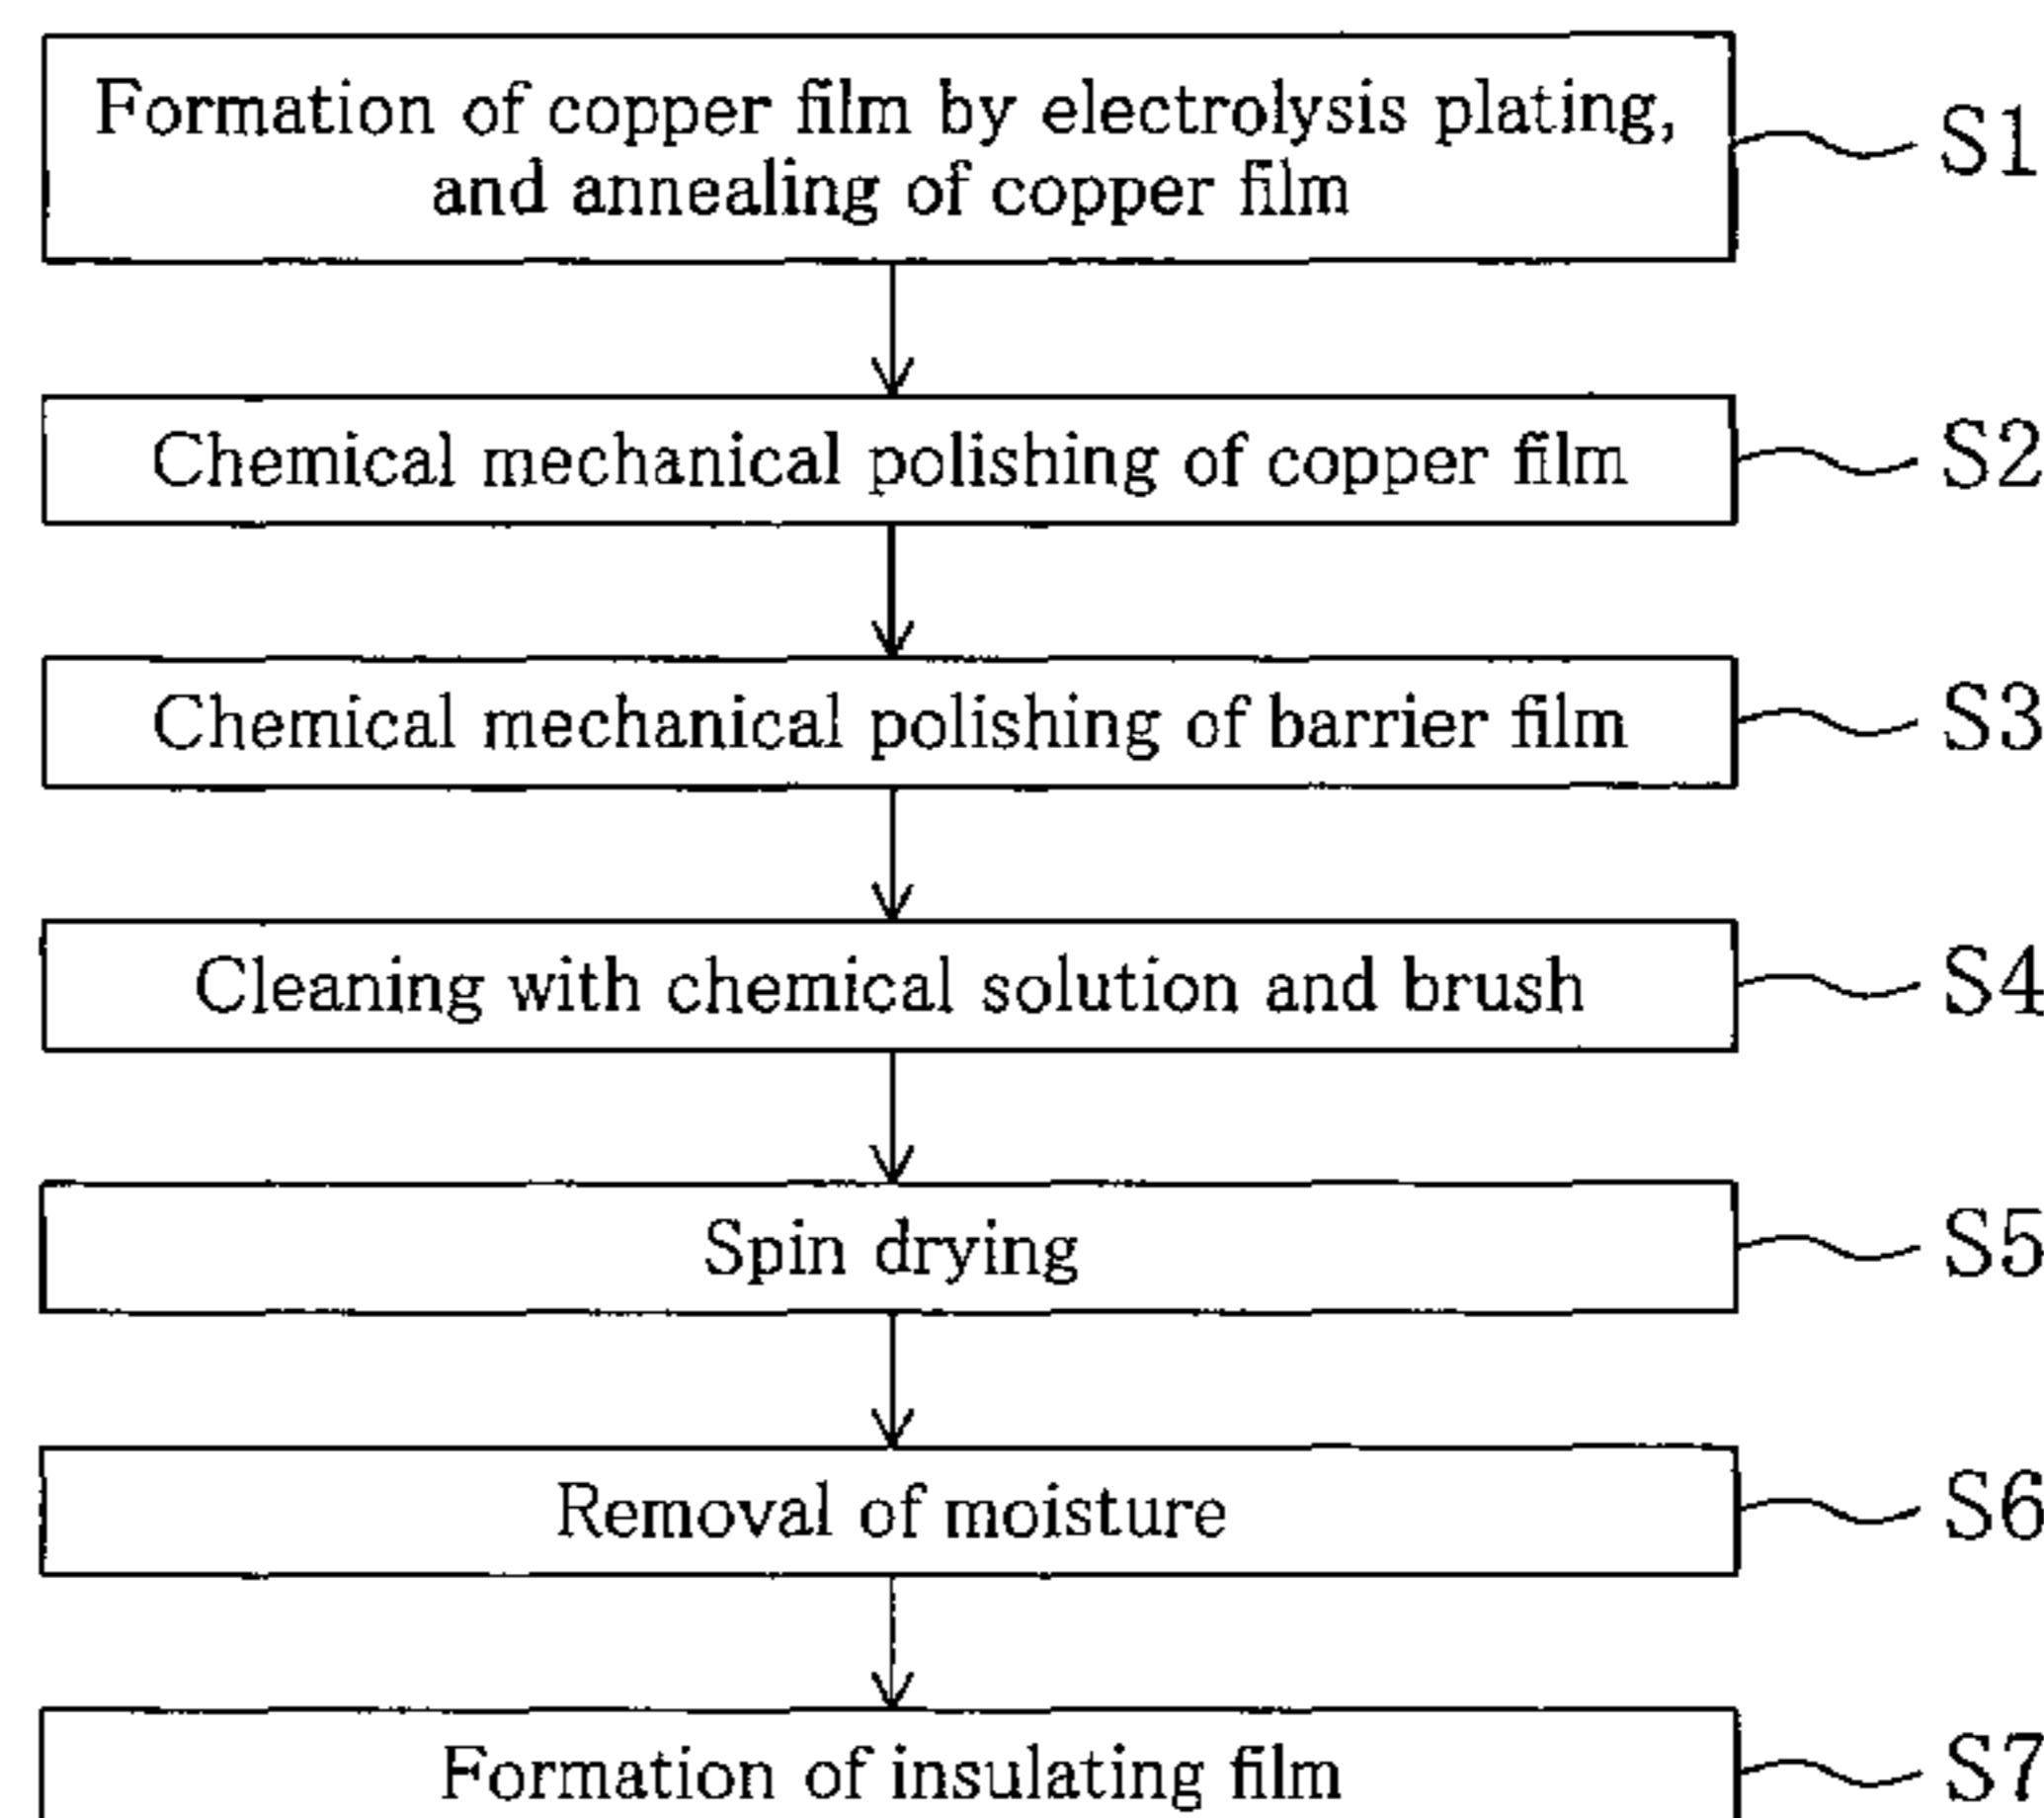 Formation of copper film by electrolysis plating,
and annealing of copper film
S1
Chemical mechanical polishing of copper film
S2
Chemical mechanical polishing of barrier film
S3
Cleaning with chemical solution and brush
S4
Spin drying
S5
Removal of moisture
S6
Formation of insulating film
S7